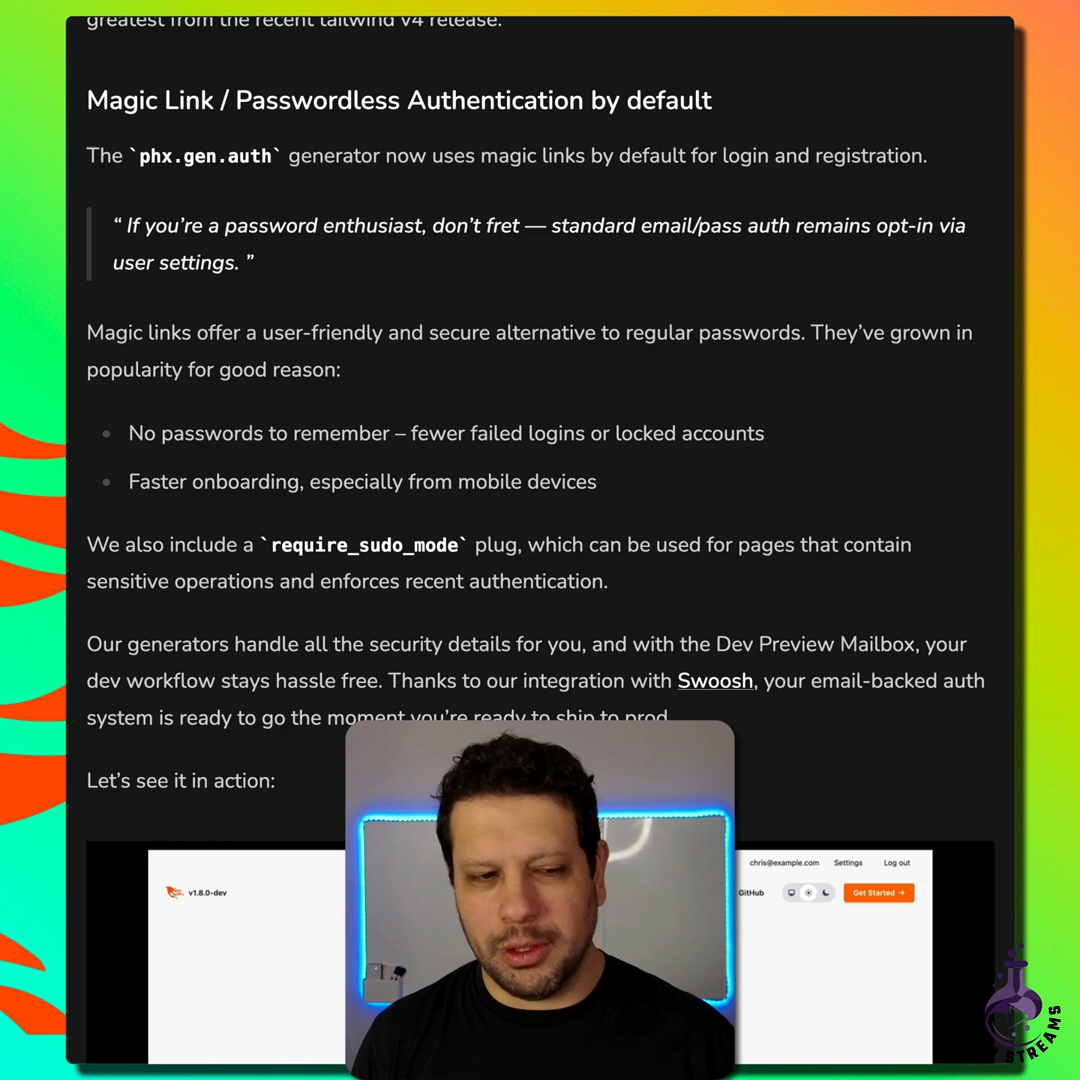 greatest from the recent tailwind v4 release.
Magic Link / Passwordless Authentication by default
The `phx.gen.auth` generator now uses magic links by default for login and registration.
“ If you’re a password enthusiast, don’t fret — standard email/pass auth remains opt-in via
user settings. ”
Magic links offer a user-friendly and secure alternative to regular passwords. They’ve grown in
popularity for good reason:
No passwords to remember – fewer failed logins or locked accounts
Faster onboarding, especially from mobile devices
We also include a `require_sudo_mode` plug, which can be used for pages that contain
sensitive operations and enforces recent authentication.
Our generators handle all the security details for you, and with the Dev Preview Mailbox, your
dev workflow stays hassle free. Thanks to our integration with Swoosh, your email-backed auth
system is ready to go the moment you’re ready to ship to prod
Let’s see it in action:
chris@example.com Settings Log out
v1.8.0-dev GitHub Get Started →
STREAMS